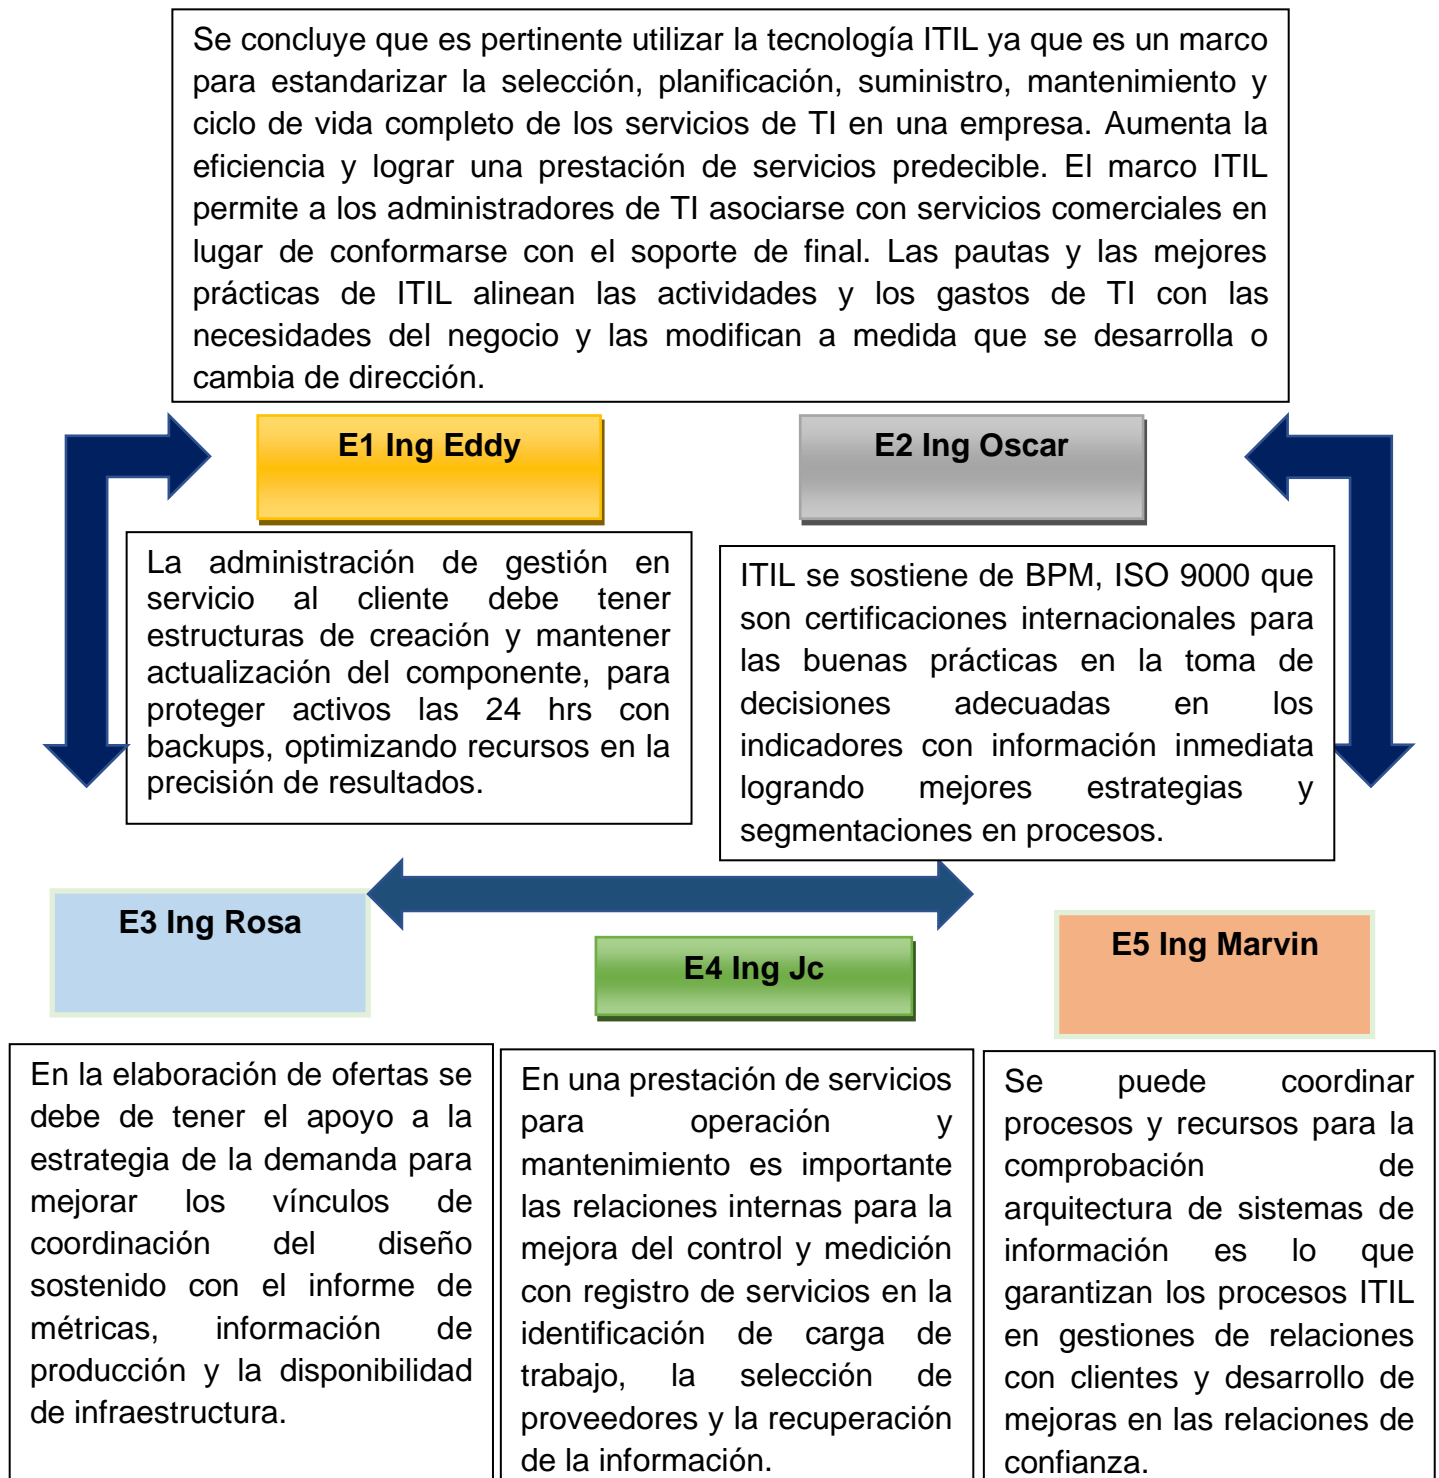 Se concluye que es pertinente utilizar la tecnología ITIL ya que es un marco
para estandarizar la selección, planificación, suministro, mantenimiento y
ciclo de vida completo de los servicios de TI en una empresa. Aumenta la
eficiencia y lograr una prestación de servicios predecible. El marco ITIL
permite a los administradores de TI asociarse con servicios comerciales en
lugar de conformarse con el soporte de final. Las pautas y las mejores
prácticas de ITIL alinean las actividades y los gastos de TI con las
necesidades del negocio y las modifican a medida que se desarrolla o
cambia de dirección.
E1 Ing Eddy
La administración de gestión en
servicio al cliente debe tener
estructuras de creación y mantener
actualización del componente, para
proteger activos las 24 hrs con
backups, optimizando recursos en la
precisión de resultados.
E2 Ing Oscar
ITIL se sostiene de BPM, ISO 9000 que
son certificaciones internacionales para
las buenas prácticas en la toma de
decisiones adecuadas en los
indicadores con información inmediata
logrando mejores estrategias y
segmentaciones en procesos.
E3 Ing Rosa
En la elaboración de ofertas se
debe de tener el apoyo a la
estrategia de la demanda para
mejorar los vínculos de
coordinación del diseño
sostenido con el informe de
métricas, información de
producción y la disponibilidad
de infraestructura.
E4 Ing Jc
En una prestación de servicios
para operación y
mantenimiento es importante
las relaciones internas para la
mejora del control y medición
con registro de servicios en la
identificación de carga de
trabajo, la selección de
proveedores y la recuperación
de la información.
E5 Ing Marvin
Se puede coordinar
procesos y recursos para la
comprobación de
arquitectura de sistemas de
información es lo que
garantizan los procesos ITIL
en gestiones de relaciones
con clientes y desarrollo de
mejoras en las relaciones de
confianza.